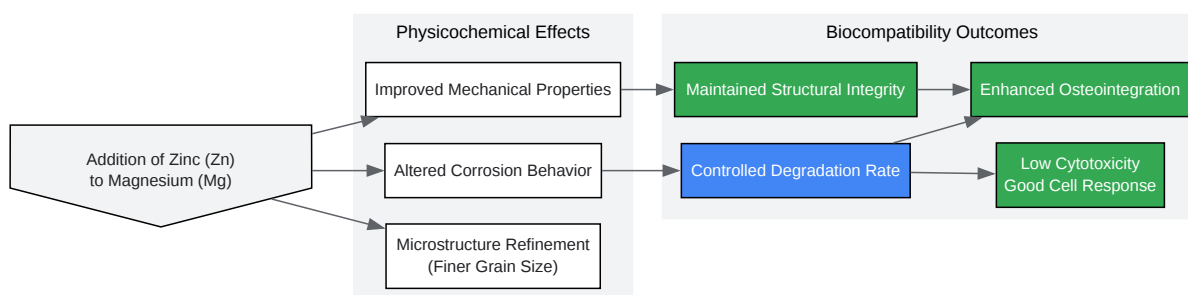 Physicochemical Effects
Biocompatibility Outcomes
Improved Mechanical Properties
Maintained Structural Integrity
Enhanced Osteointegration
Addition of Zinc (Zn)
to Magnesium (Mg)
Altered Corrosion Behavior
Controlled Degradation Rate
Low Cytotoxicity
Good Cell Response
Microstructure Refinement
(Finer Grain Size)